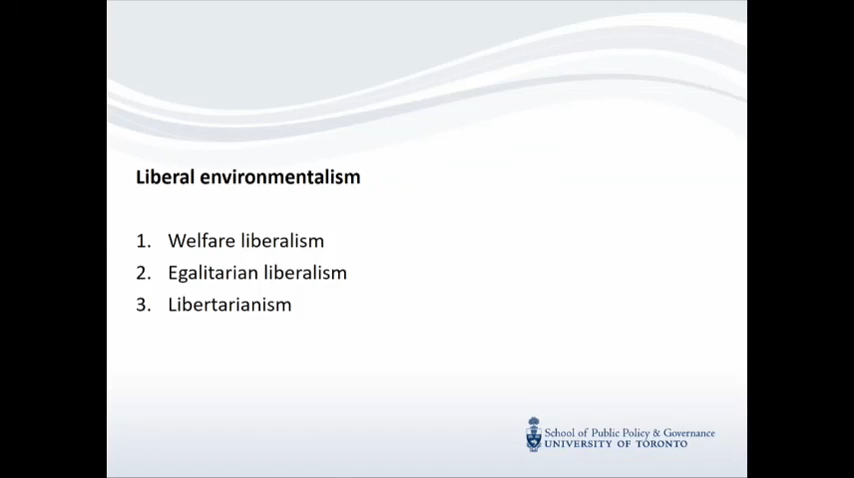 Liberal environmentalism
1. Welfare liberalism
2. Egalitarian liberalism
3. Libertarianism
School of Public Policy & Governance
UNIVERSITY OF TORONTO